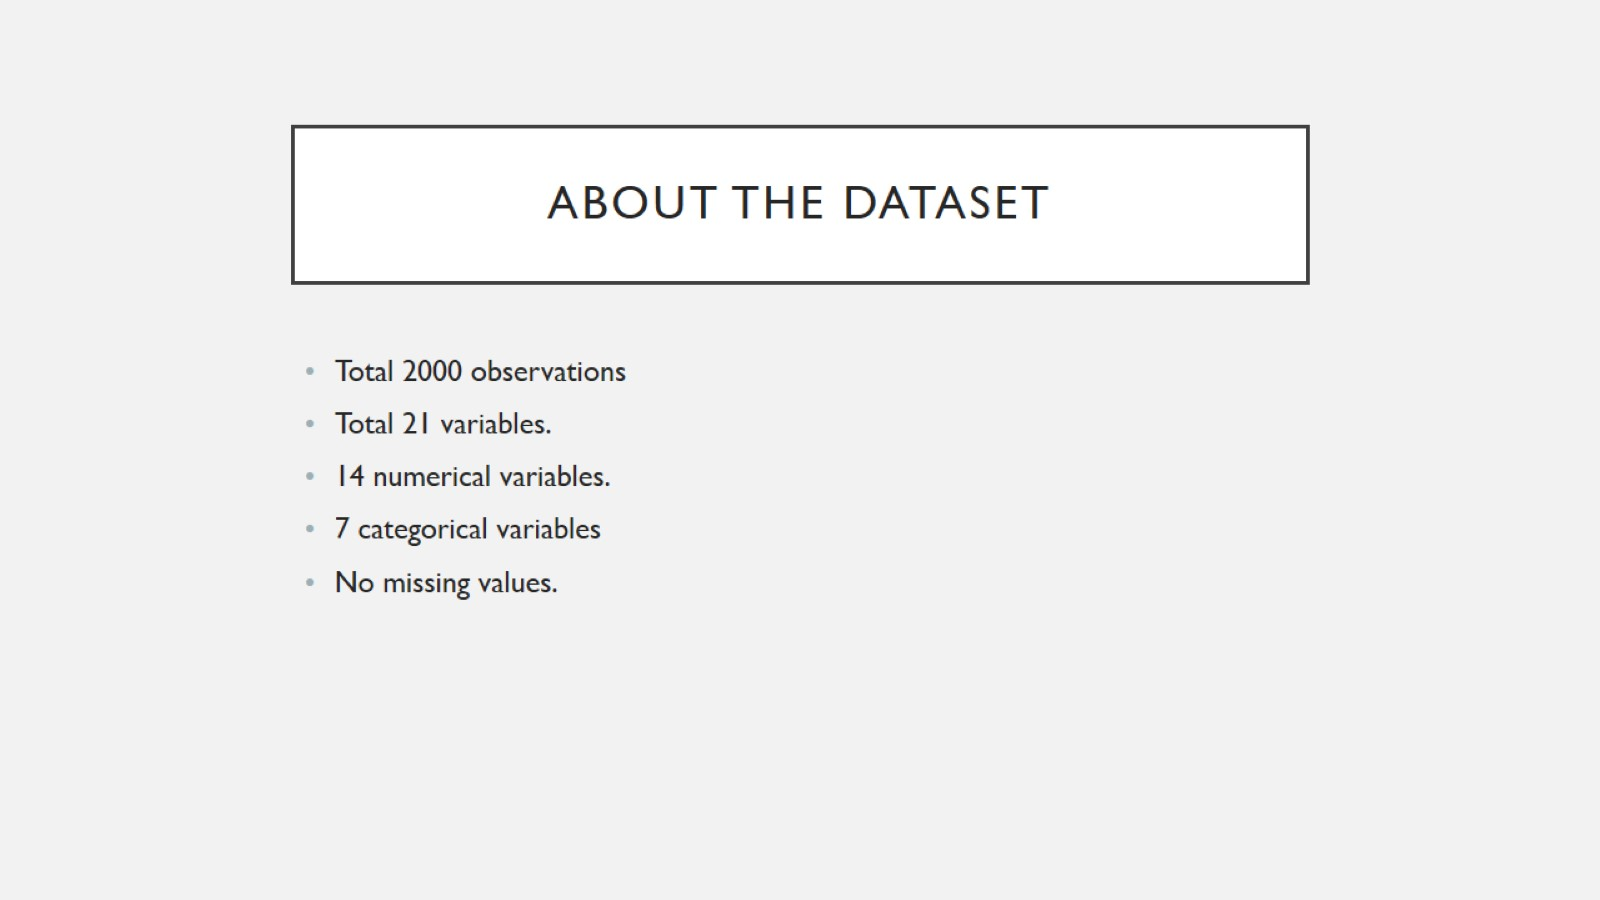 ABOUT THE DATASET
• Total 2000 observations
• Total 21 variables.
• 14 numerical variables.
• 7 categorical variables
• No missing values.